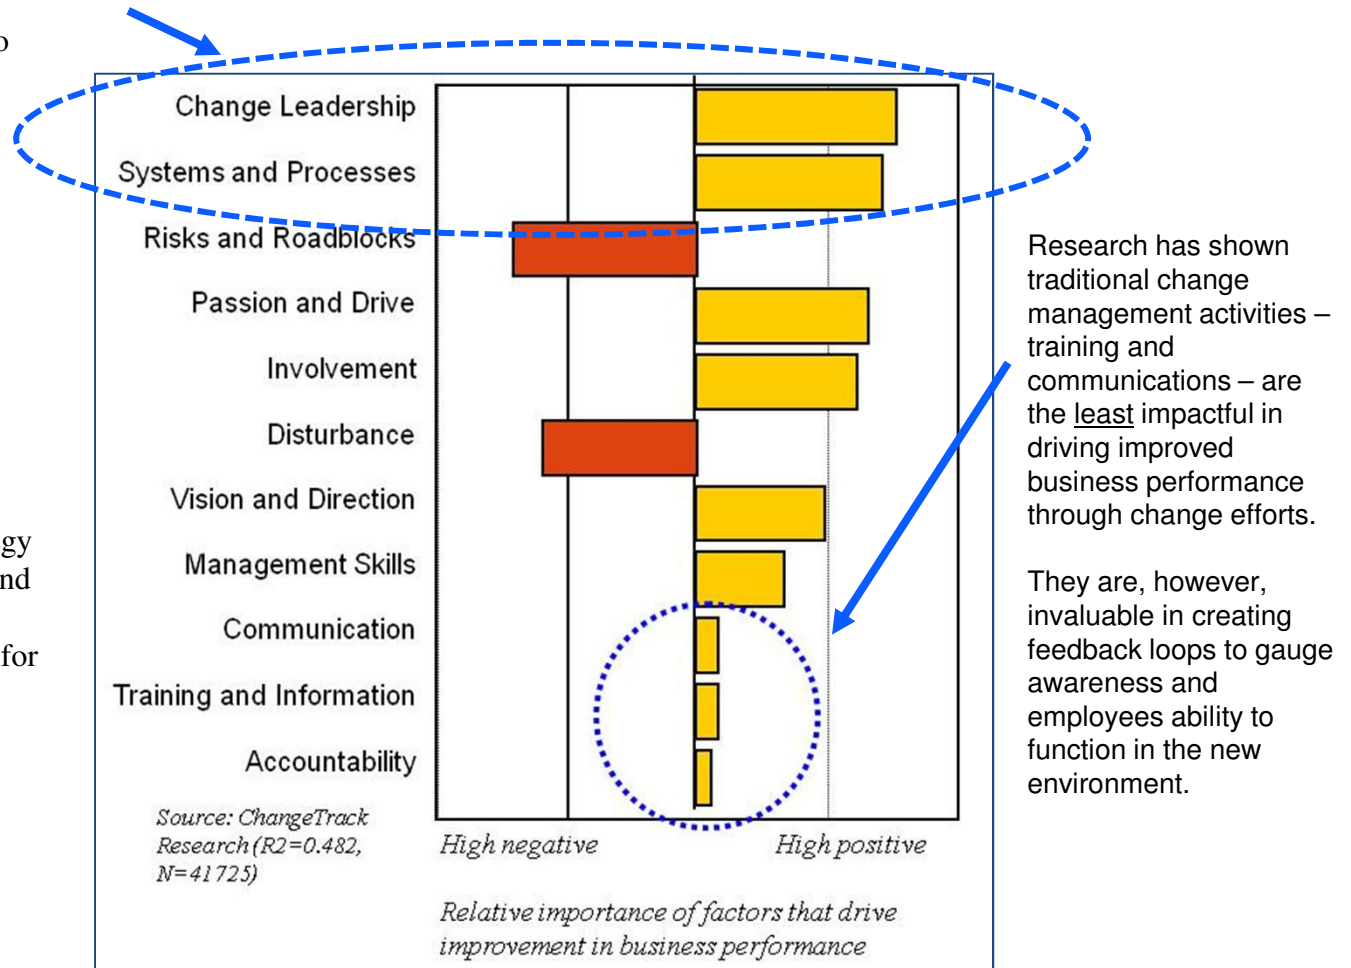 Change Leadership
Systems and Processes
Risks and Roadblocks
Passion and Drive
Involvement
Disturbance
Vision and Direction
Management Skills
Communication
Training and Information
Accountability
Source: ChangeTrack
Research (R2=0.482,
N=41725)
High negative
High positive
Relative importance of factors that drive
improvement in business performance
Research has shown
traditional change
management activities –
training and
communications – are
the least impactful in
driving improved
business performance
through change efforts.
They are, however,
invaluable in creating
feedback loops to gauge
awareness and
employees ability to
function in the new
environment.
for